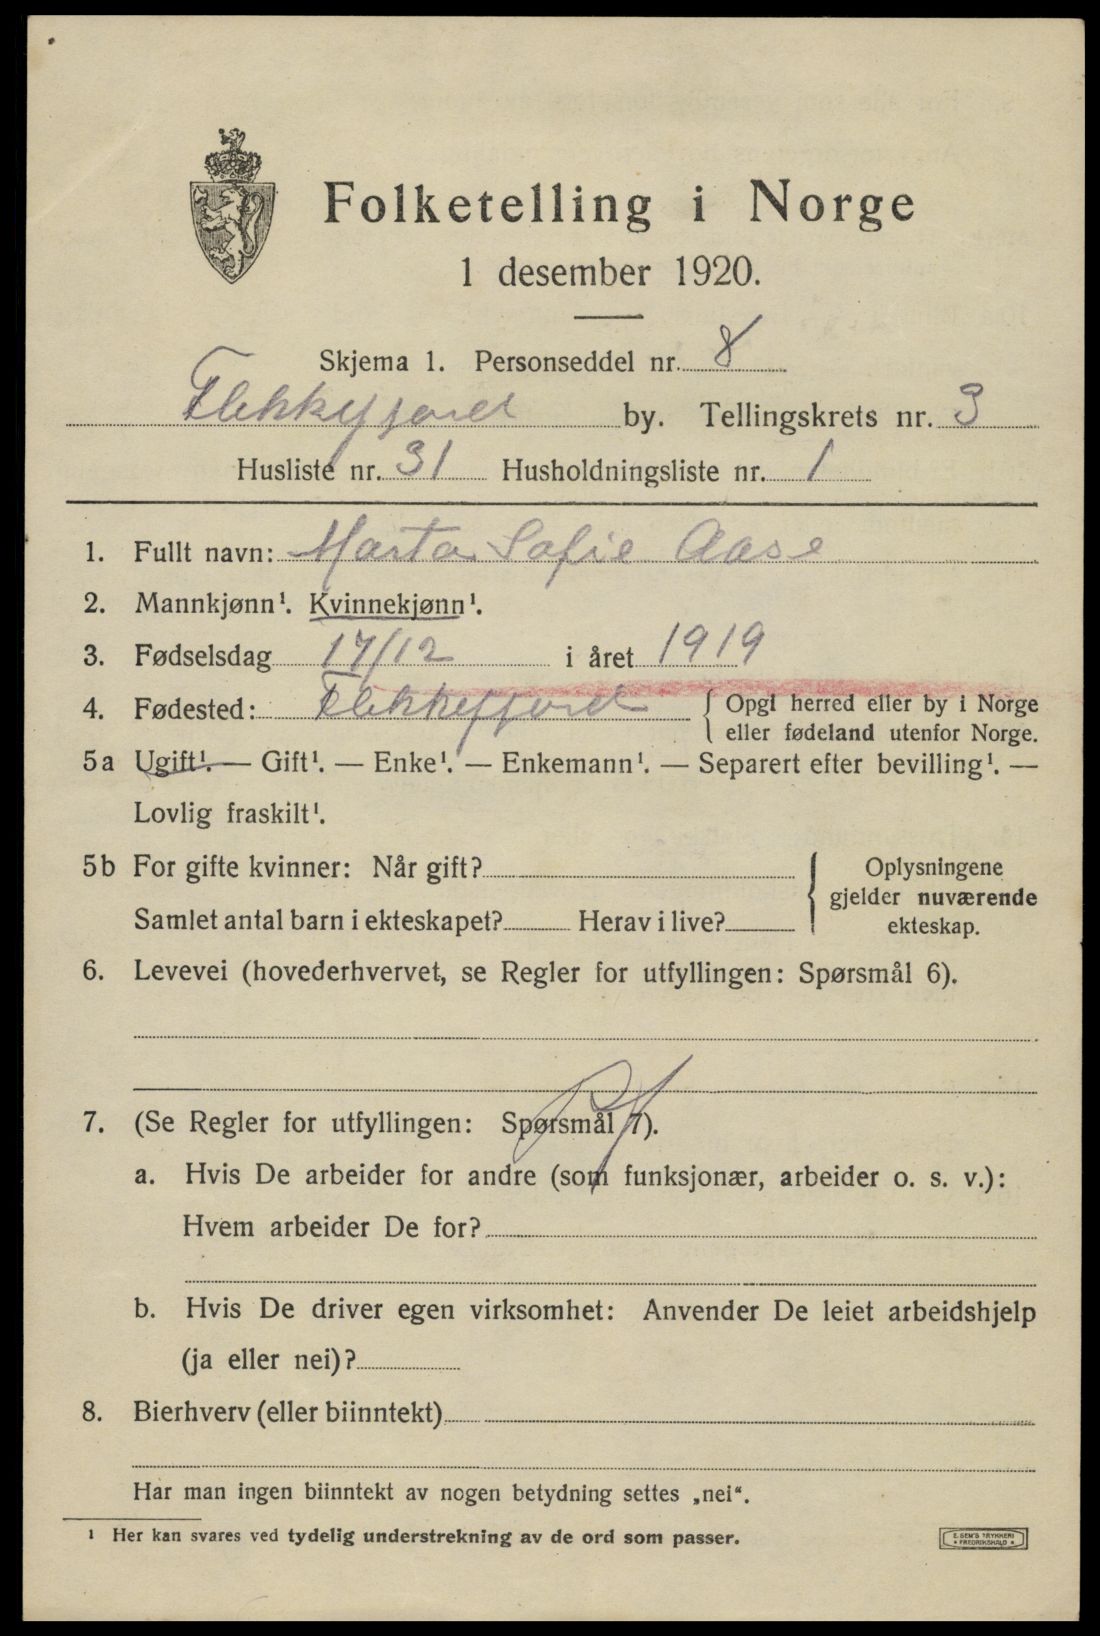 Folketelling i Norge
1 desember 1920.
Skjema 1. Personseddel nr. 8
Flekkefjord by. Tellingskrets nr. 3
Husliste nr. 31 Husholdningsliste nr. 1
1. Fullt navn: Marta Sofie Aase
2. Mannkjønn¹. Kvinnekjønn¹.
3. Fødselsdag 17/12 i året 1919
4. Fødested: Flekkefjord { Opgi herred eller by i Norge
eller fødeland utenfor Norge.
5a Ugift¹. — Gift¹. — Enke¹. — Enkemann¹. — Separert efter bevilling¹. —
Lovlig fraskilt¹.
5b For gifte kvinner: Når gift?
Samlet antal barn i ekteskapet? Herav i live?
{ Oplysningene
gjelder nuværende
ekteskap.
6. Levevei (hovederhvervet, se Regler for utfyllingen: Spørsmål 6).
7. (Se Regler for utfyllingen: Spørsmål 7).
a. Hvis De arbeider for andre (som funksjonær, arbeider o. s. v.):
Hvem arbeider De for?
b. Hvis De driver egen virksomhet: Anvender De leiet arbeidshjelp
(ja eller nei)?
8. Bierhverv (eller biinntekt)
Har man ingen biinntekt av nogen betydning settes „nei“.
¹ Her kan svares ved tydelig understrekning av de ord som passer.
E. SEM'S TRYKKERI
• FREDRIKSHALD •